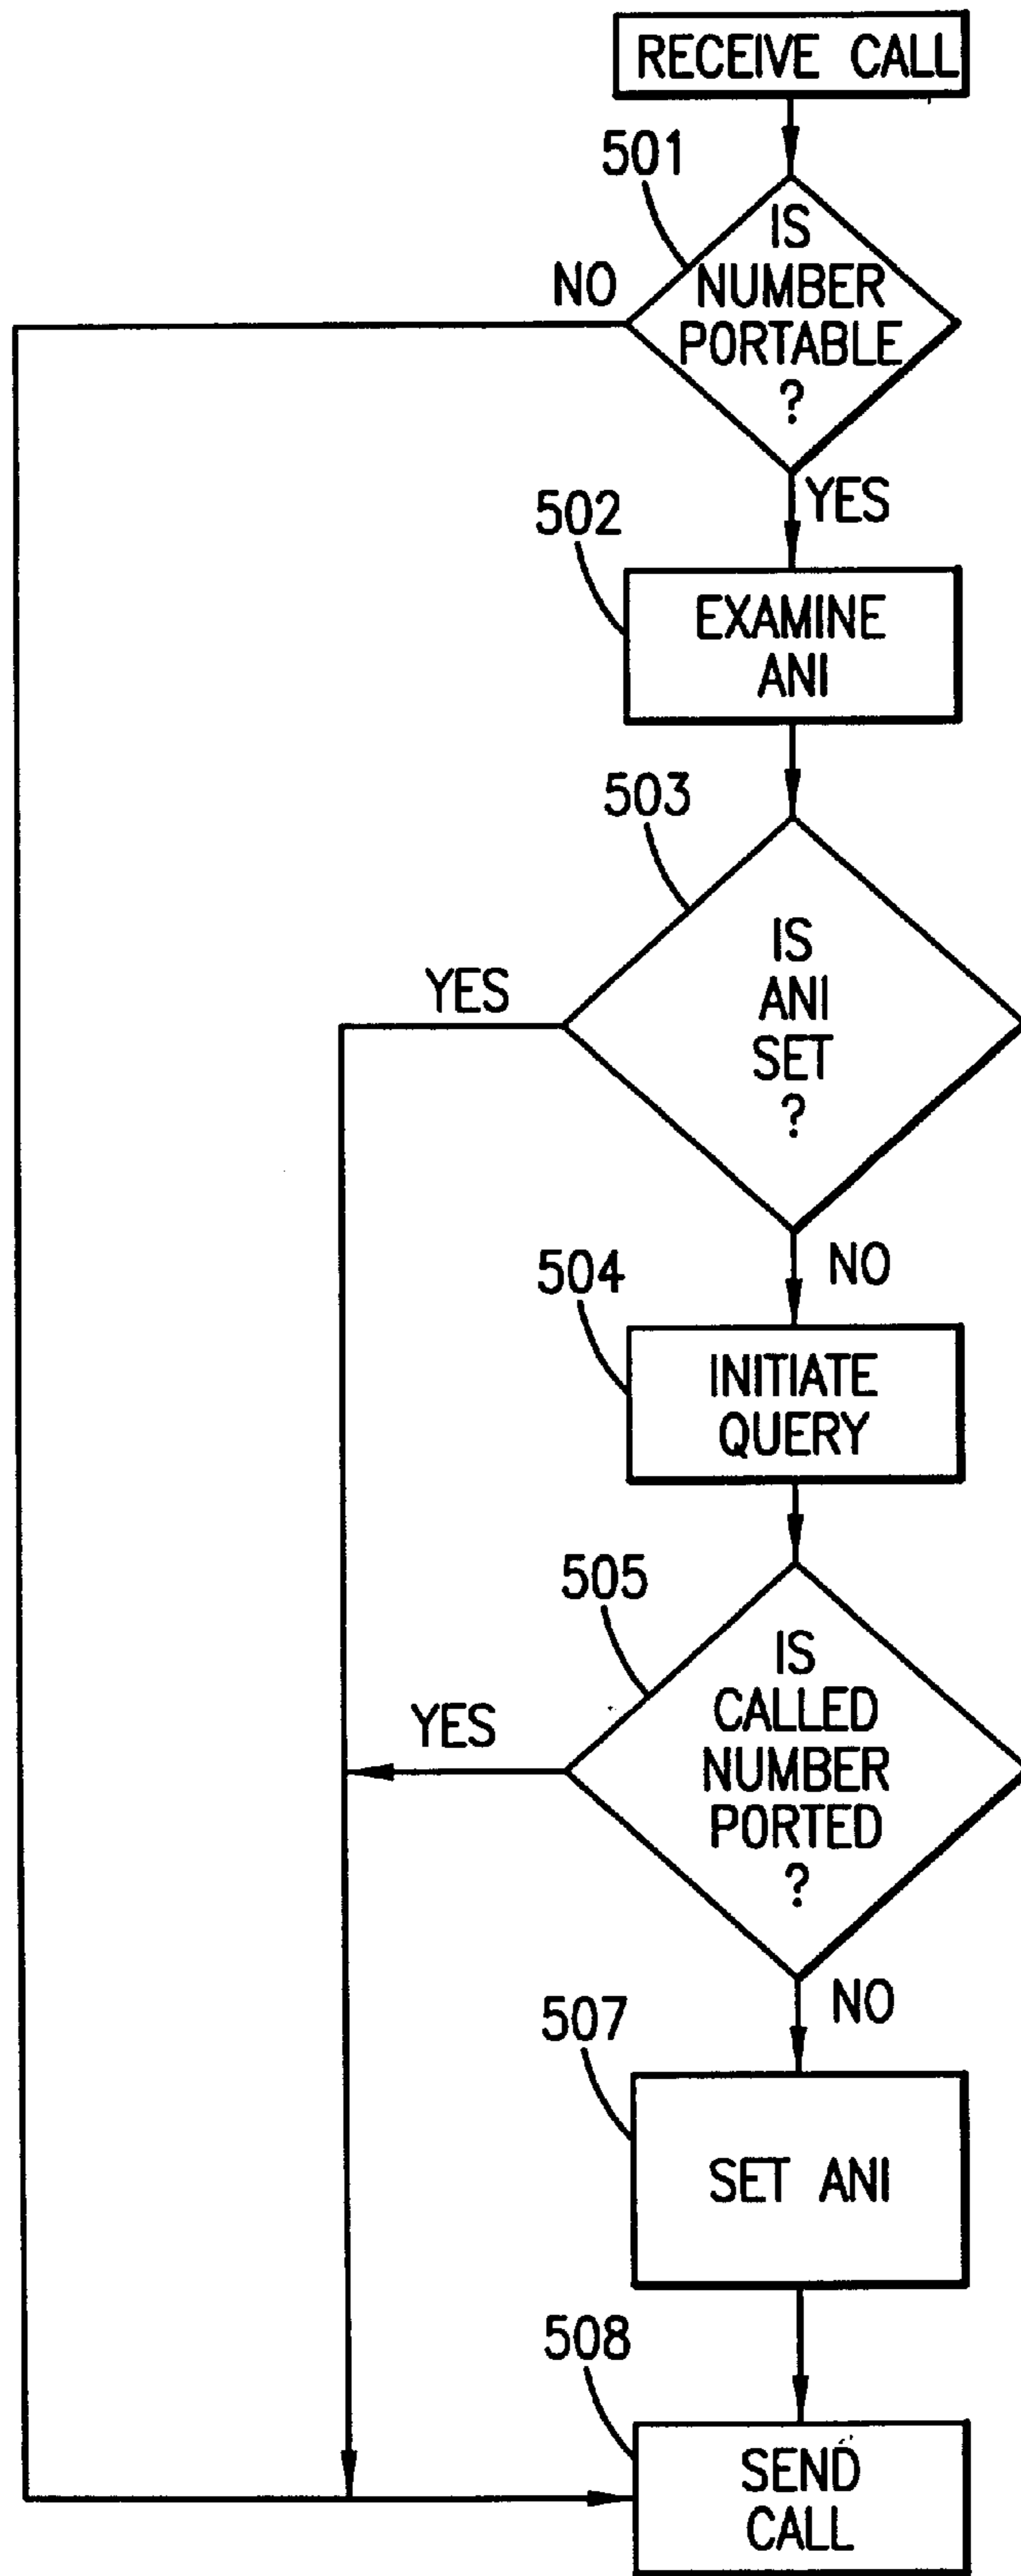 RECEIVE CALL
501
IS
NUMBER
PORTABLE
?
NO
YES
502
EXAMINE
ANI
503
IS
ANI
SET
?
YES
NO
504
INITIATE
QUERY
505
IS
CALLED
NUMBER
PORTED
?
YES
NO
507
SET ANI
508
SEND
CALL